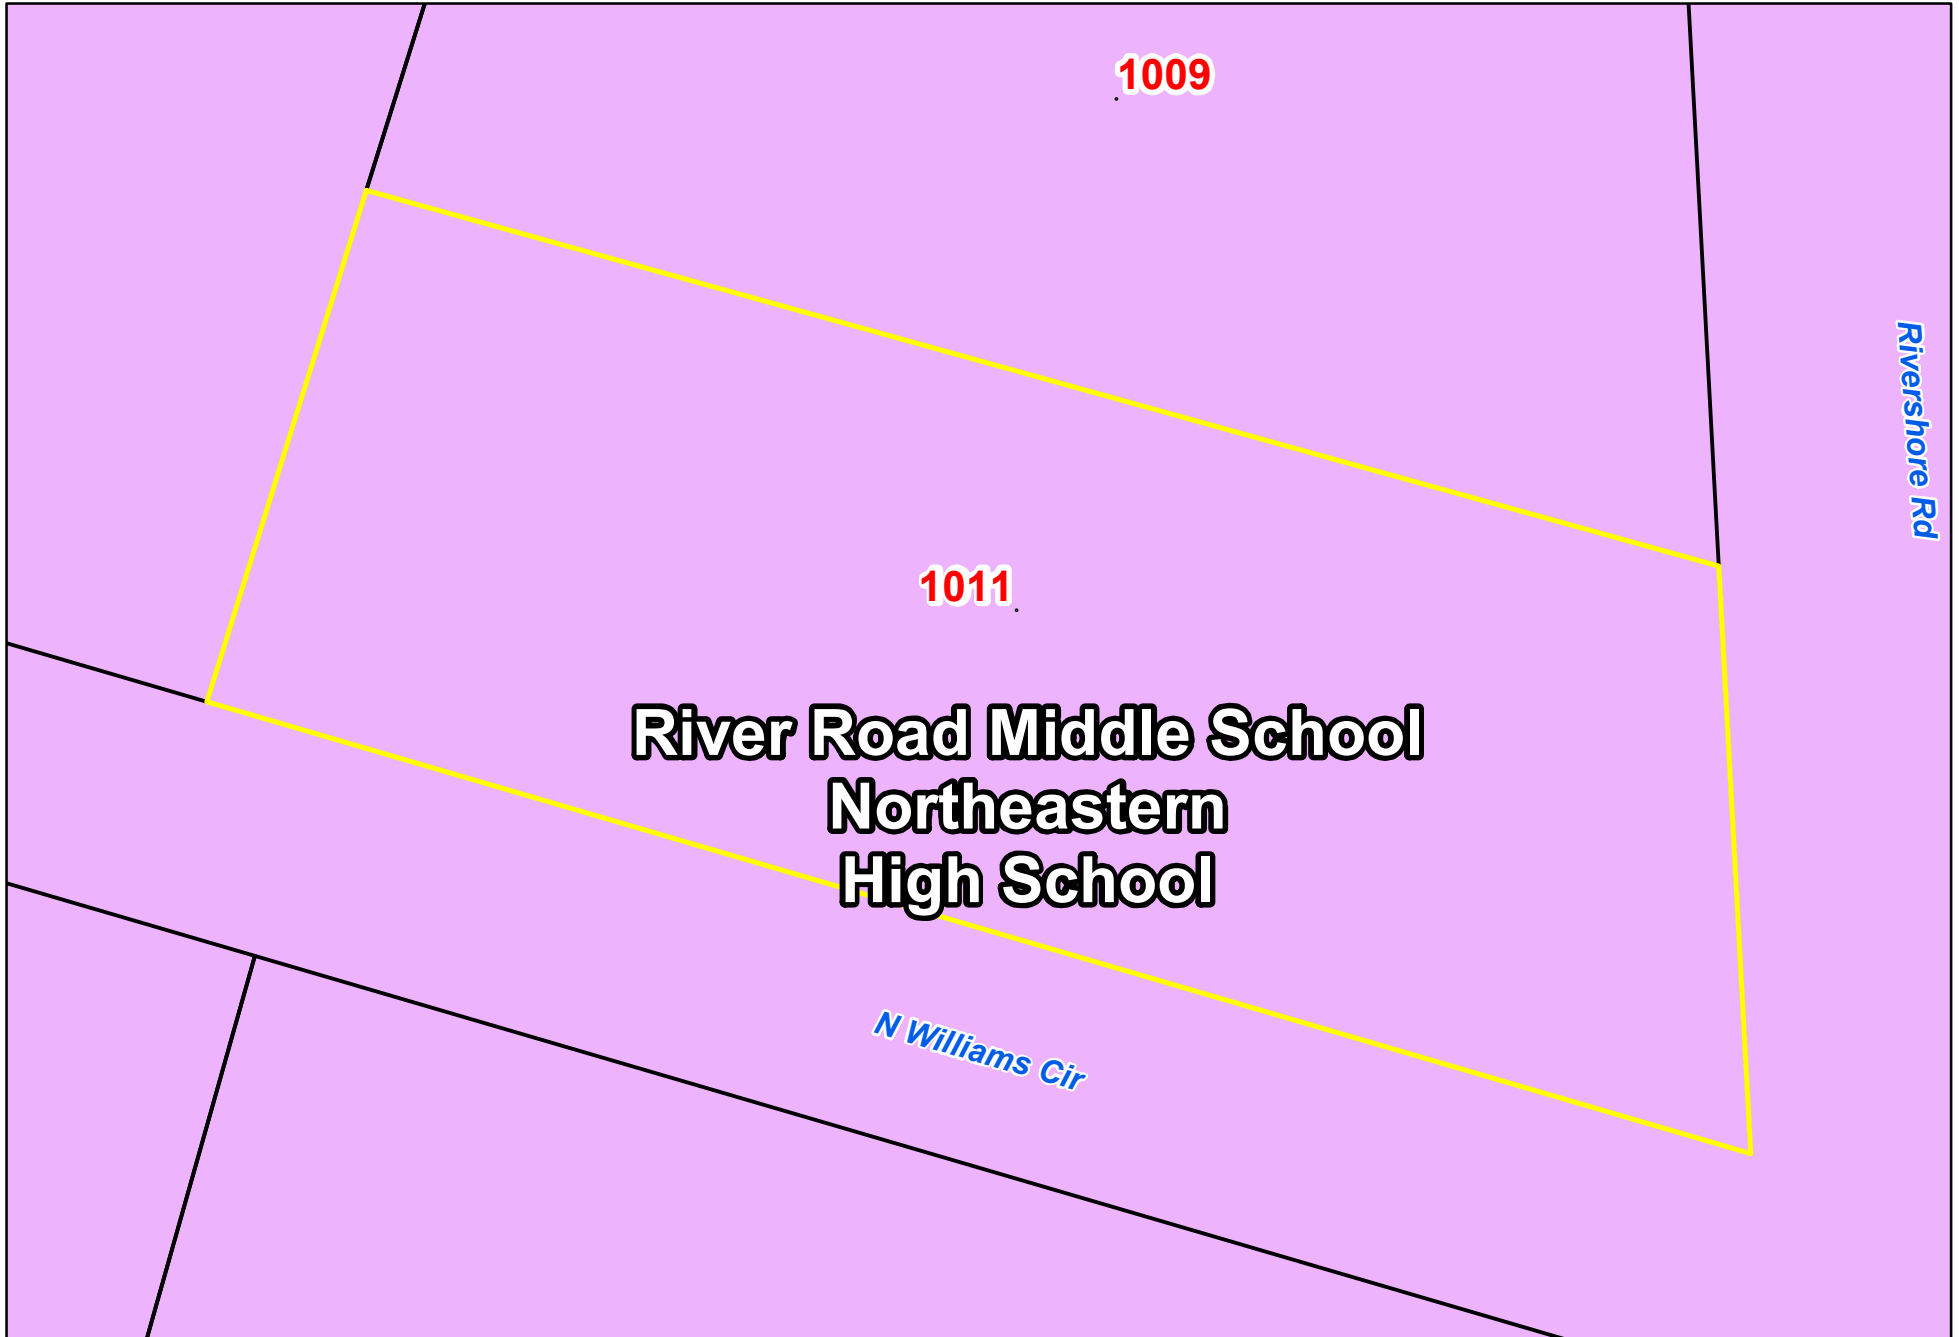 1009
Rivershore Rd
1011
River Road Middle School
Northeastern
High School
N Williams Cir